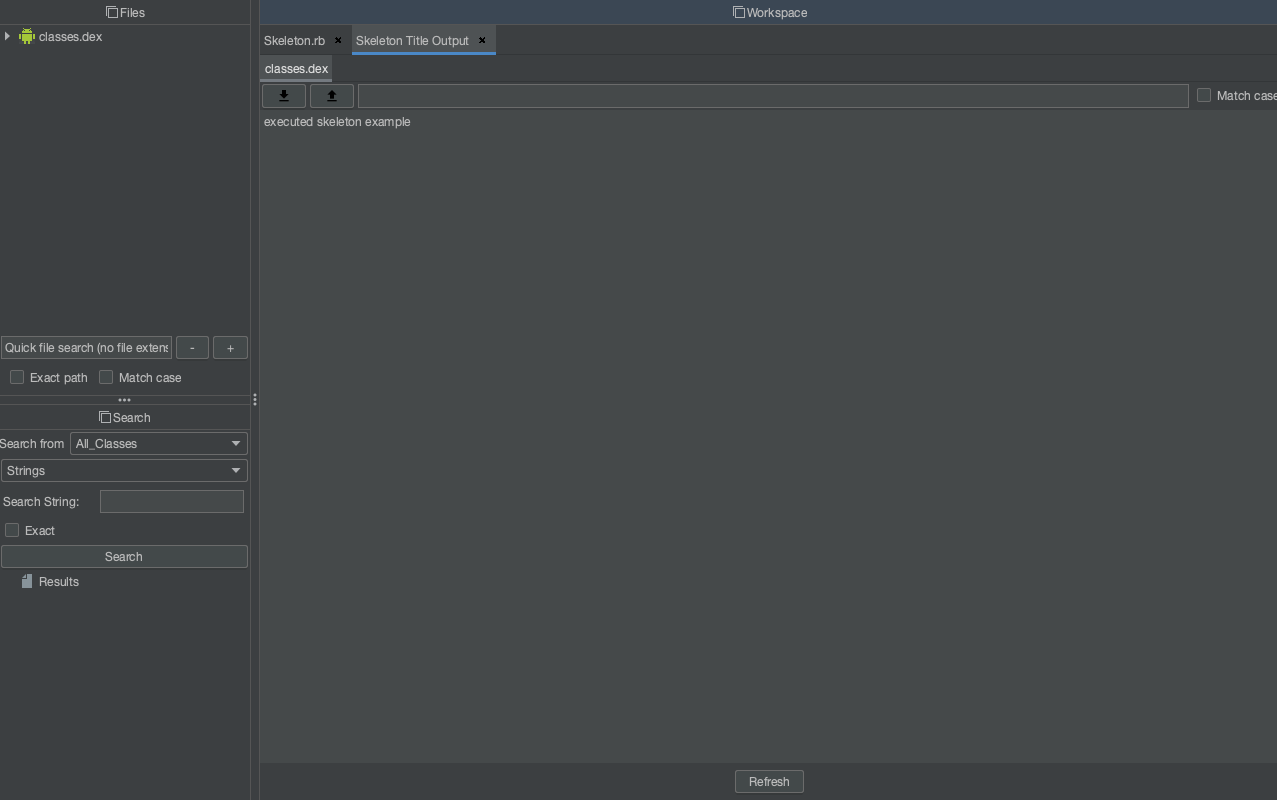 Files
classes.dex
Quick file search (no file extens
- +
Exact path Match case
Search
Search from All_Classes
Strings
Search String:
Exact
Search
Results
Workspace
Skeleton.rb Skeleton Title Output
classes.dex
Match case
executed skeleton example
Refresh